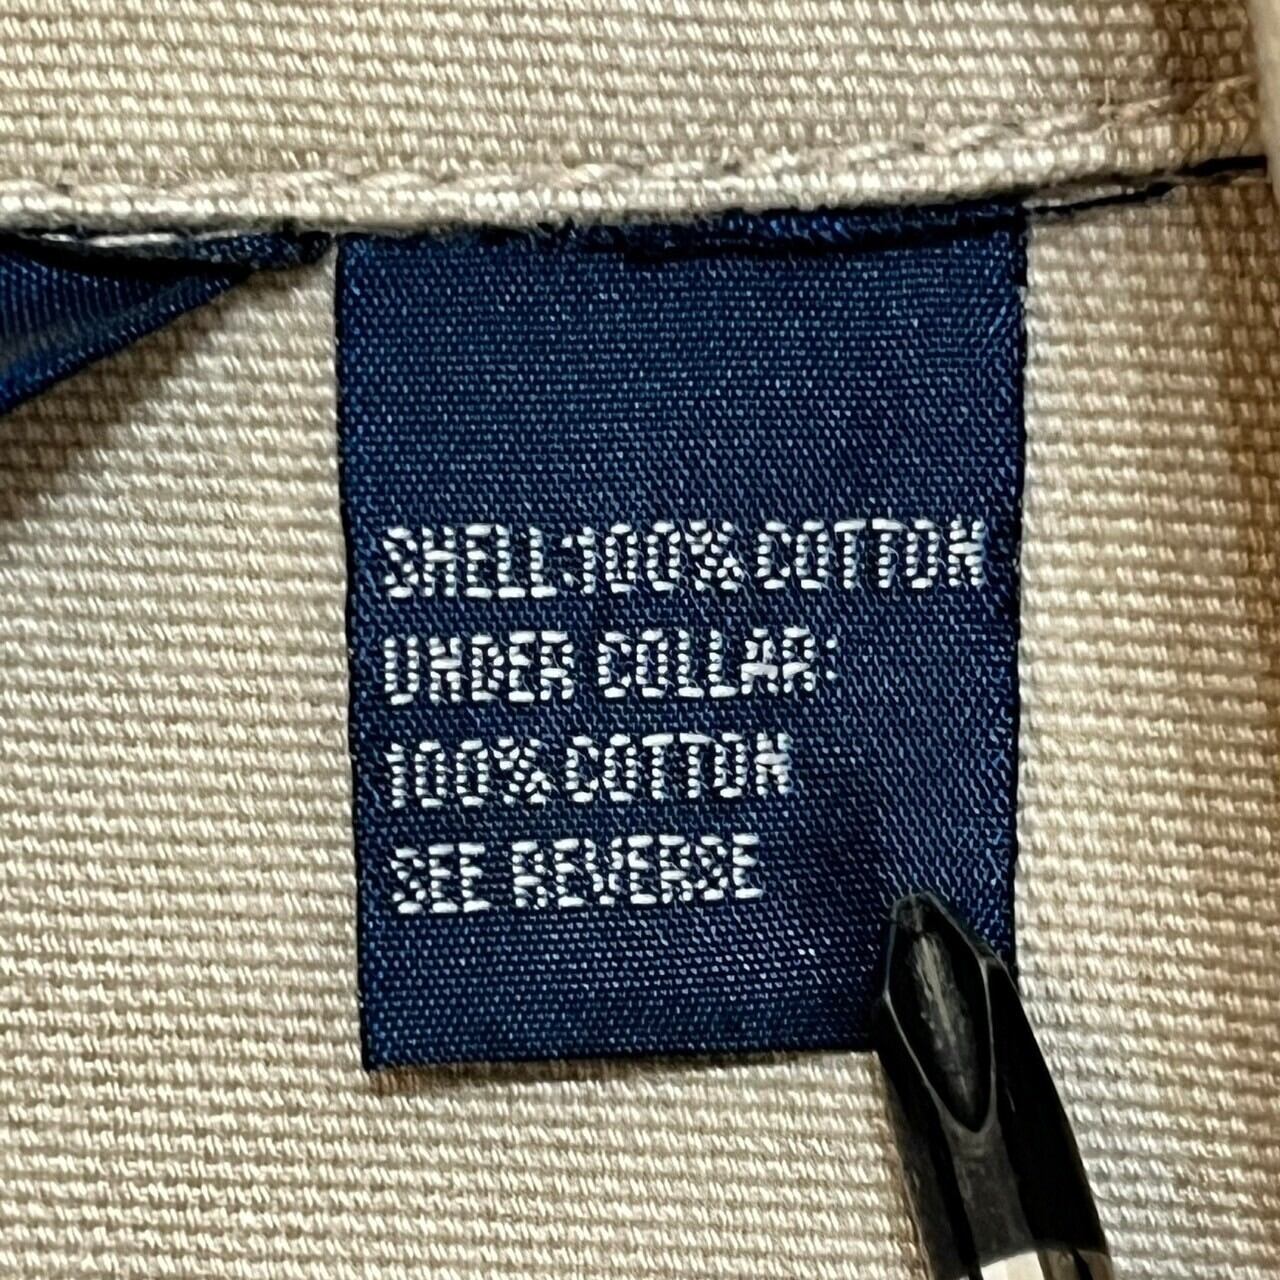 SHELL:100% COTTON
UNDER COLLAR:
100% COTTON
SEE REVERSE